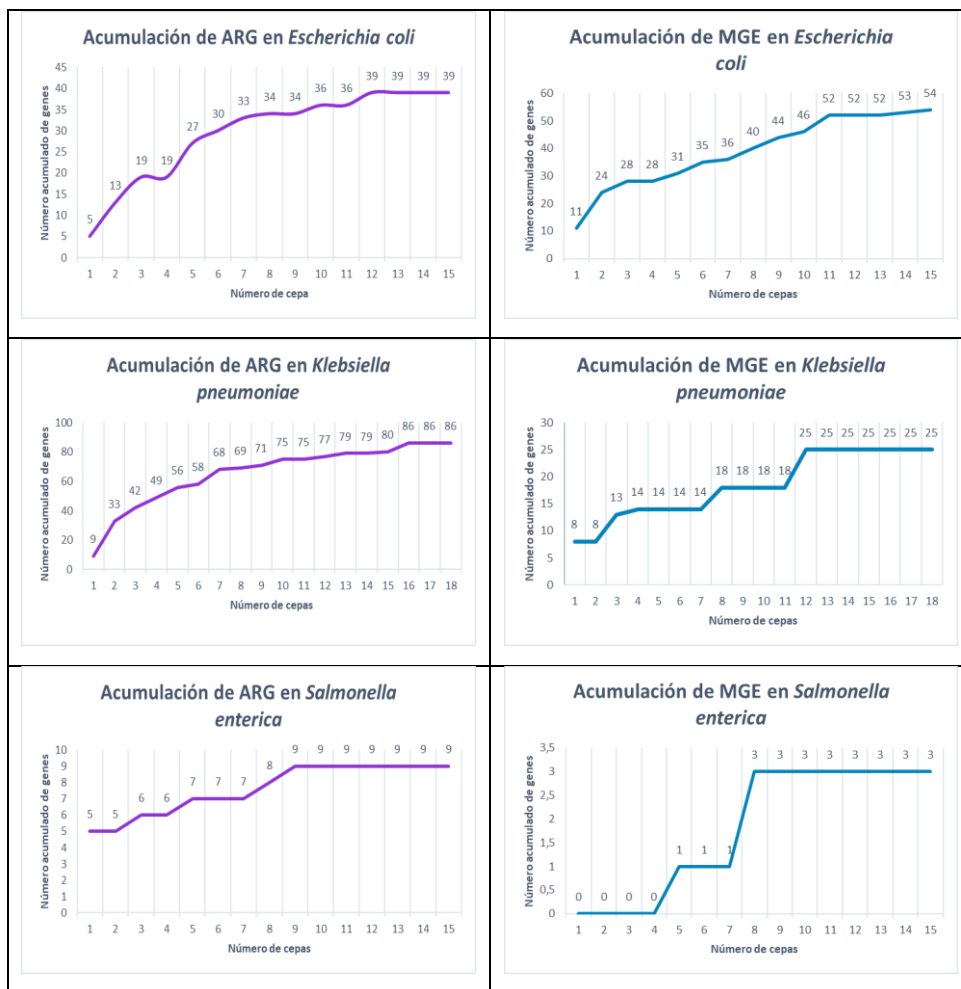 Acumulación de ARG en Escherichia coli
Número acumulado de genes
45
40
35
30
25
20
15
10
5
0
5 13 19 19 27 30 33 34 34 36 36 39 39 39 39
1 2 3 4 5 6 7 8 9 10 11 12 13 14 15
Número de cepa
Acumulación de MGE en Escherichia
coli
Número acumulado de genes
60
50
40
30
20
10
0
11 24 28 28 31 35 36 40 44 46 52 52 52 53 54
1 2 3 4 5 6 7 8 9 10 11 12 13 14 15
Número de cepas
Acumulación de ARG en Klebsiella
pneumoniae
Número acumulado de genes
100
80
60
40
20
0
9 33 42 49 56 58 68 69 71 75 75 77 79 79 80 86 86 86
1 2 3 4 5 6 7 8 9 10 11 12 13 14 15 16 17 18
Número de cepas
Acumulación de MGE en Klebsiella
pneumoniae
Número acumulado de genes
30
25
20
15
10
5
0
8 8 13 14 14 14 14 18 18 18 18 25 25 25 25 25 25 25
1 2 3 4 5 6 7 8 9 10 11 12 13 14 15 16 17 18
Número de cepas
Acumulación de ARG en Salmonella
enterica
Número acumulado de genes
10
9
8
7
6
5
4
3
2
1
0
5 5 6 6 7 7 7 8 9 9 9 9 9 9 9
1 2 3 4 5 6 7 8 9 10 11 12 13 14 15
Número de cepas
Acumulación de MGE en Salmonella
enterica
Número acumulado de genes
3,5
3
2,5
2
1,5
1
0,5
0
0 0 0 0 1 1 1 3 3 3 3 3 3 3 3
1 2 3 4 5 6 7 8 9 10 11 12 13 14 15
Número de cepas